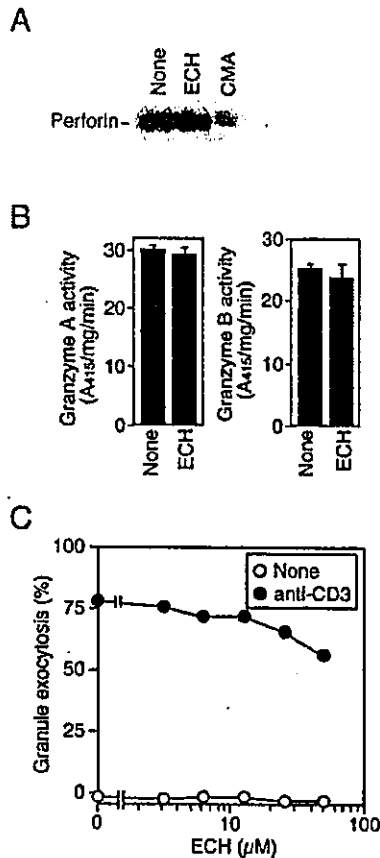 A
None
ECH
CMA
Perforin
B
Granzyme A activity
(A415/mg/min)
30
20
10
0
None
ECH
Granzyme B activity
(A415/mg/min)
30
20
10
0
None
ECH
C
Granule exocytosis (%)
100
75
50
25
0
None
anti-CD3
0
10
100
ECH (µM)